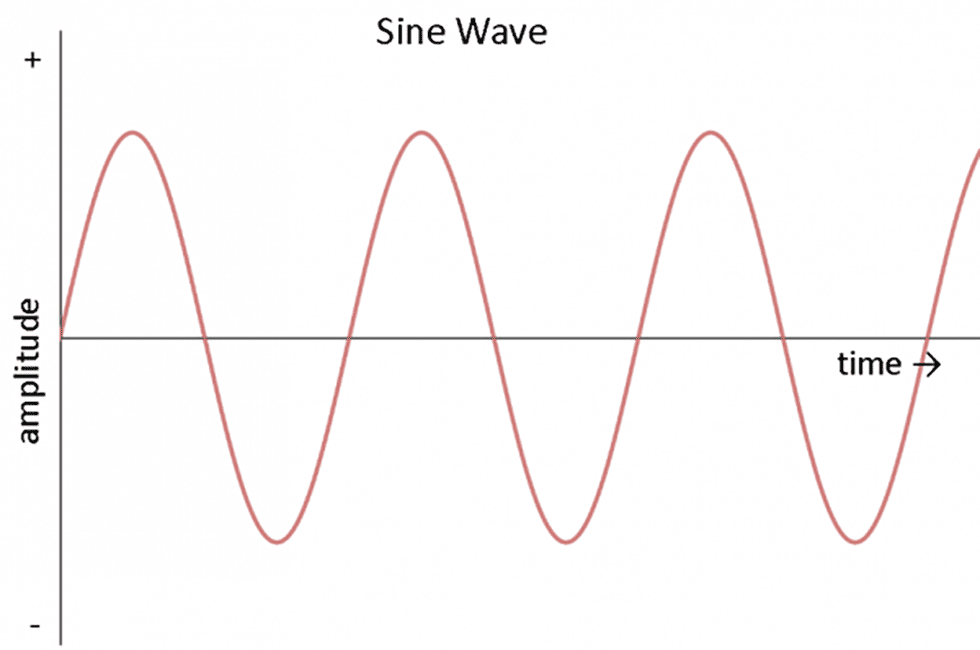 Sine Wave
+
amplitude
time →
-